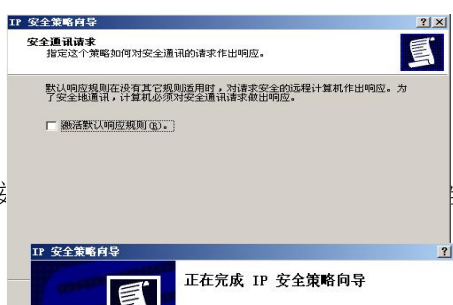 IP 安全策略向导
安全通讯请求
指定这个策略如何对安全通讯的请求作出响应。
默认响应规则在没有其它规则适用时，对请求安全的远程计算机作出响应。为
了安全地通讯，计算机必须对安全通讯请求做出响应。
激活默认响应规则(R)。
IP 安全策略向导
正在完成 IP 安全策略向导